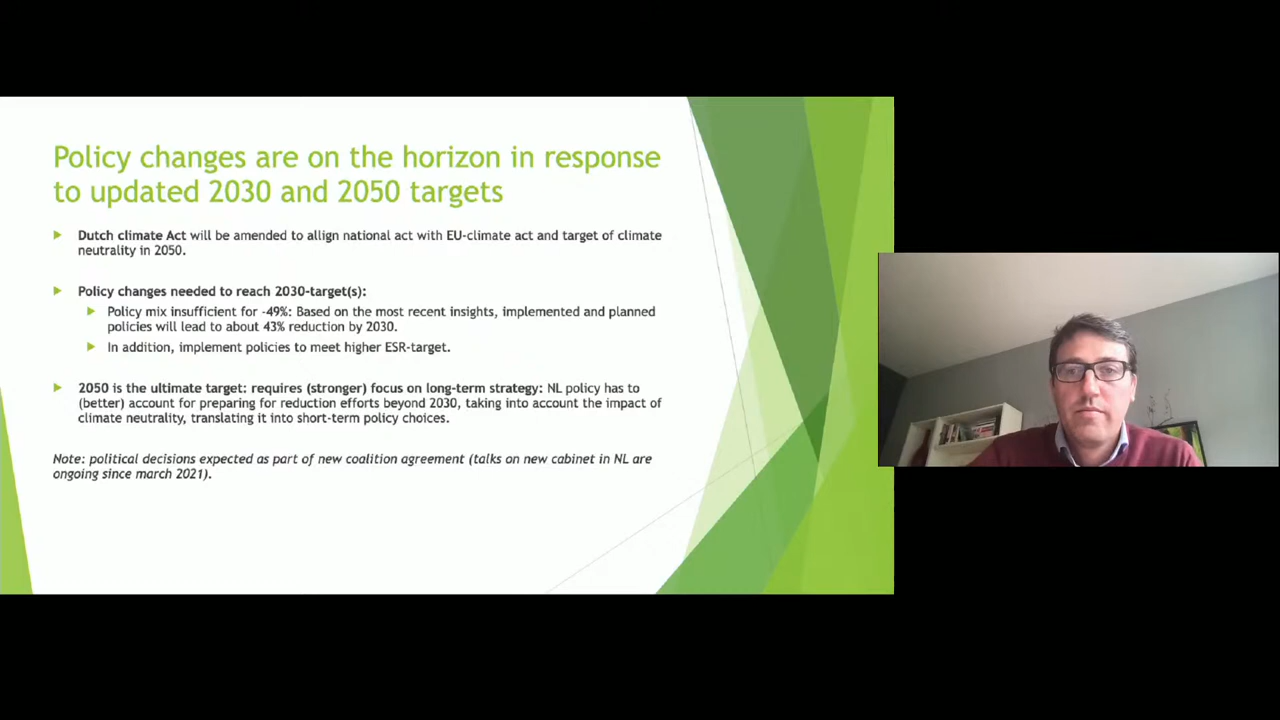 Policy changes are on the horizon in response
to updated 2030 and 2050 targets
Dutch climate Act will be amended to allign national act with EU-climate act and target of climate
neutrality in 2050.
Policy changes needed to reach 2030-target(s):
Policy mix insufficient for -49%: Based on the most recent insights, implemented and planned
policies will lead to about 43% reduction by 2030.
In addition, implement policies to meet higher ESR-target.
2050 is the ultimate target: requires (stronger) focus on long-term strategy: NL policy has to
(better) account for preparing for reduction efforts beyond 2030, taking into account the impact of
climate neutrality, translating it into short-term policy choices.
Note: political decisions expected as part of new coalition agreement (talks on new cabinet in NL are
ongoing since march 2021).